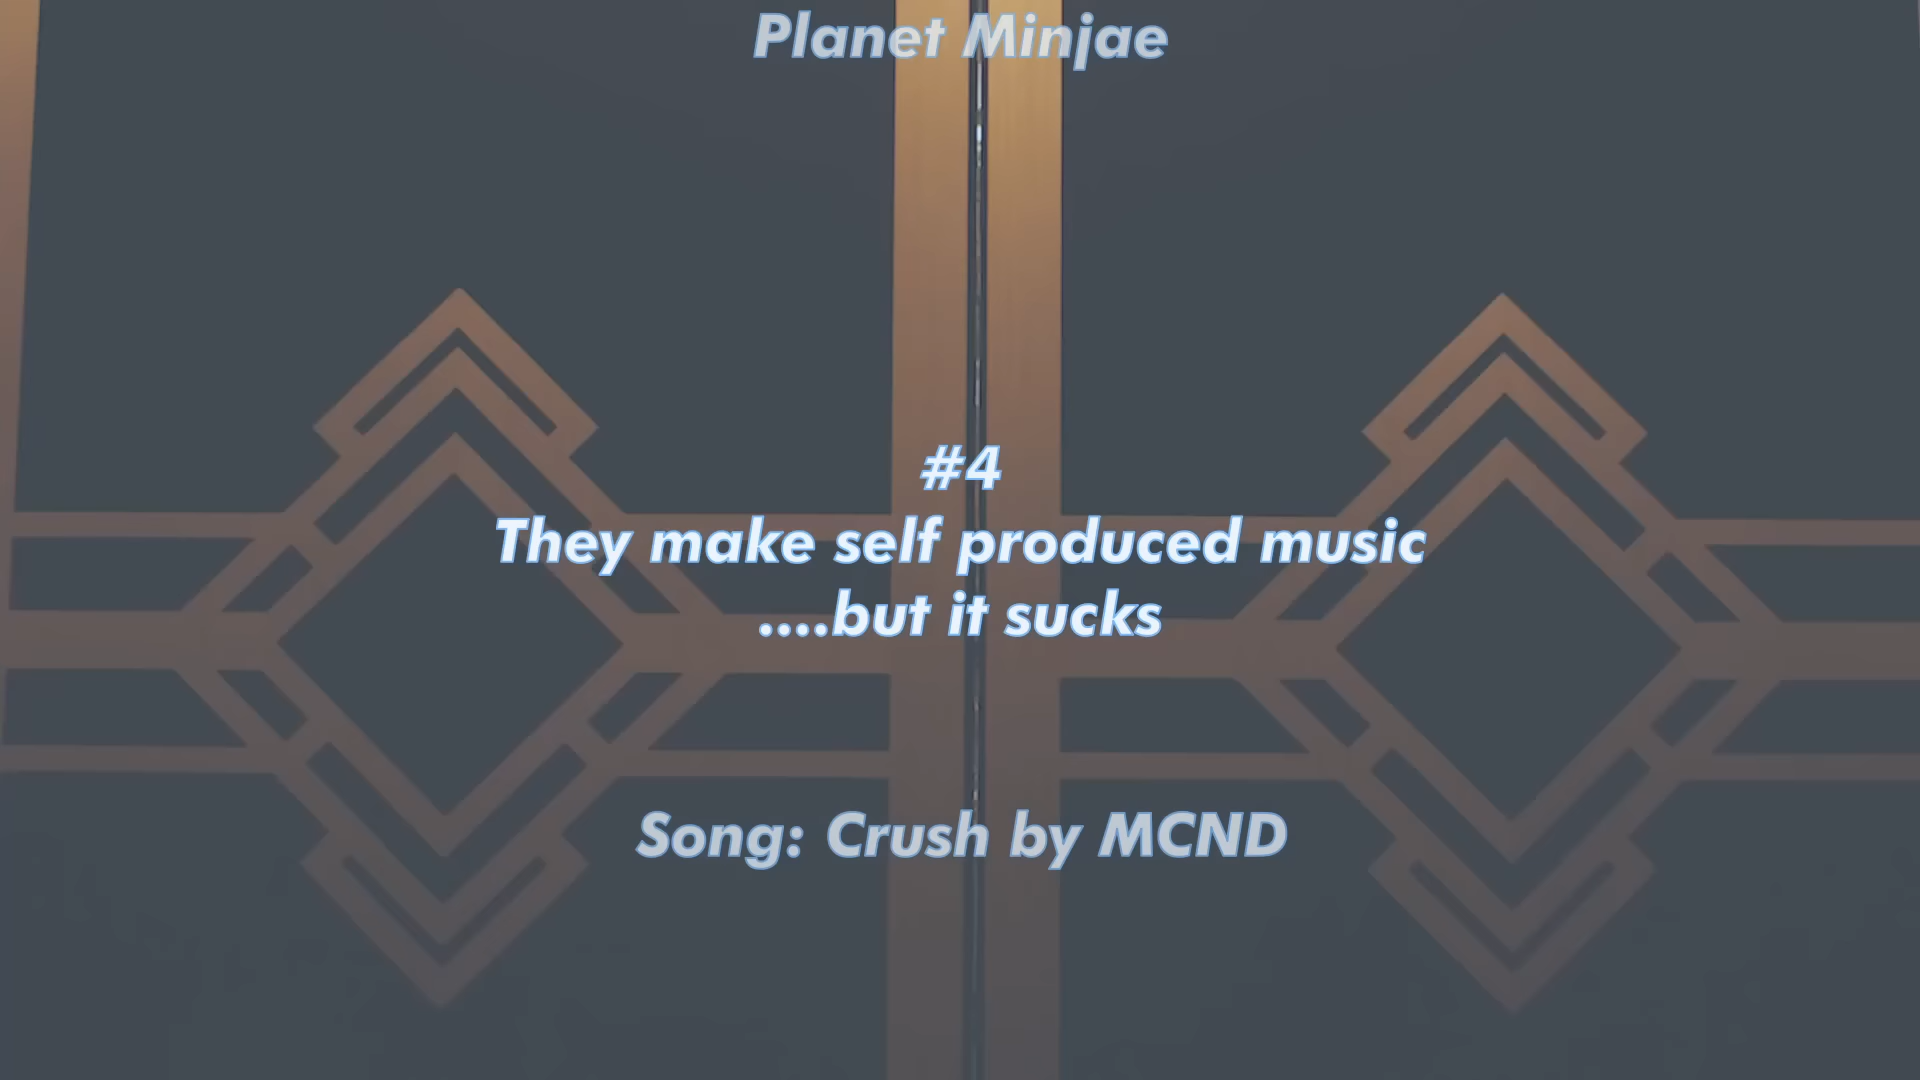 Planet Minjae
#4
They make self produced music
....but it sucks
Song: Crush by MCND